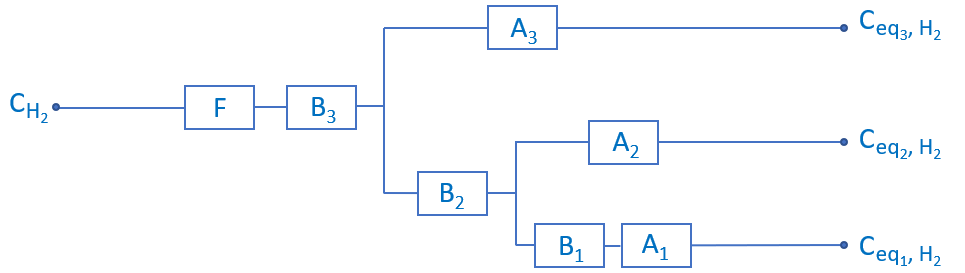 A₃
C_eq₃, H₂
C_H₂
F
B₃
A₂
C_eq₂, H₂
B₂
B₁
A₁
C_eq₁, H₂